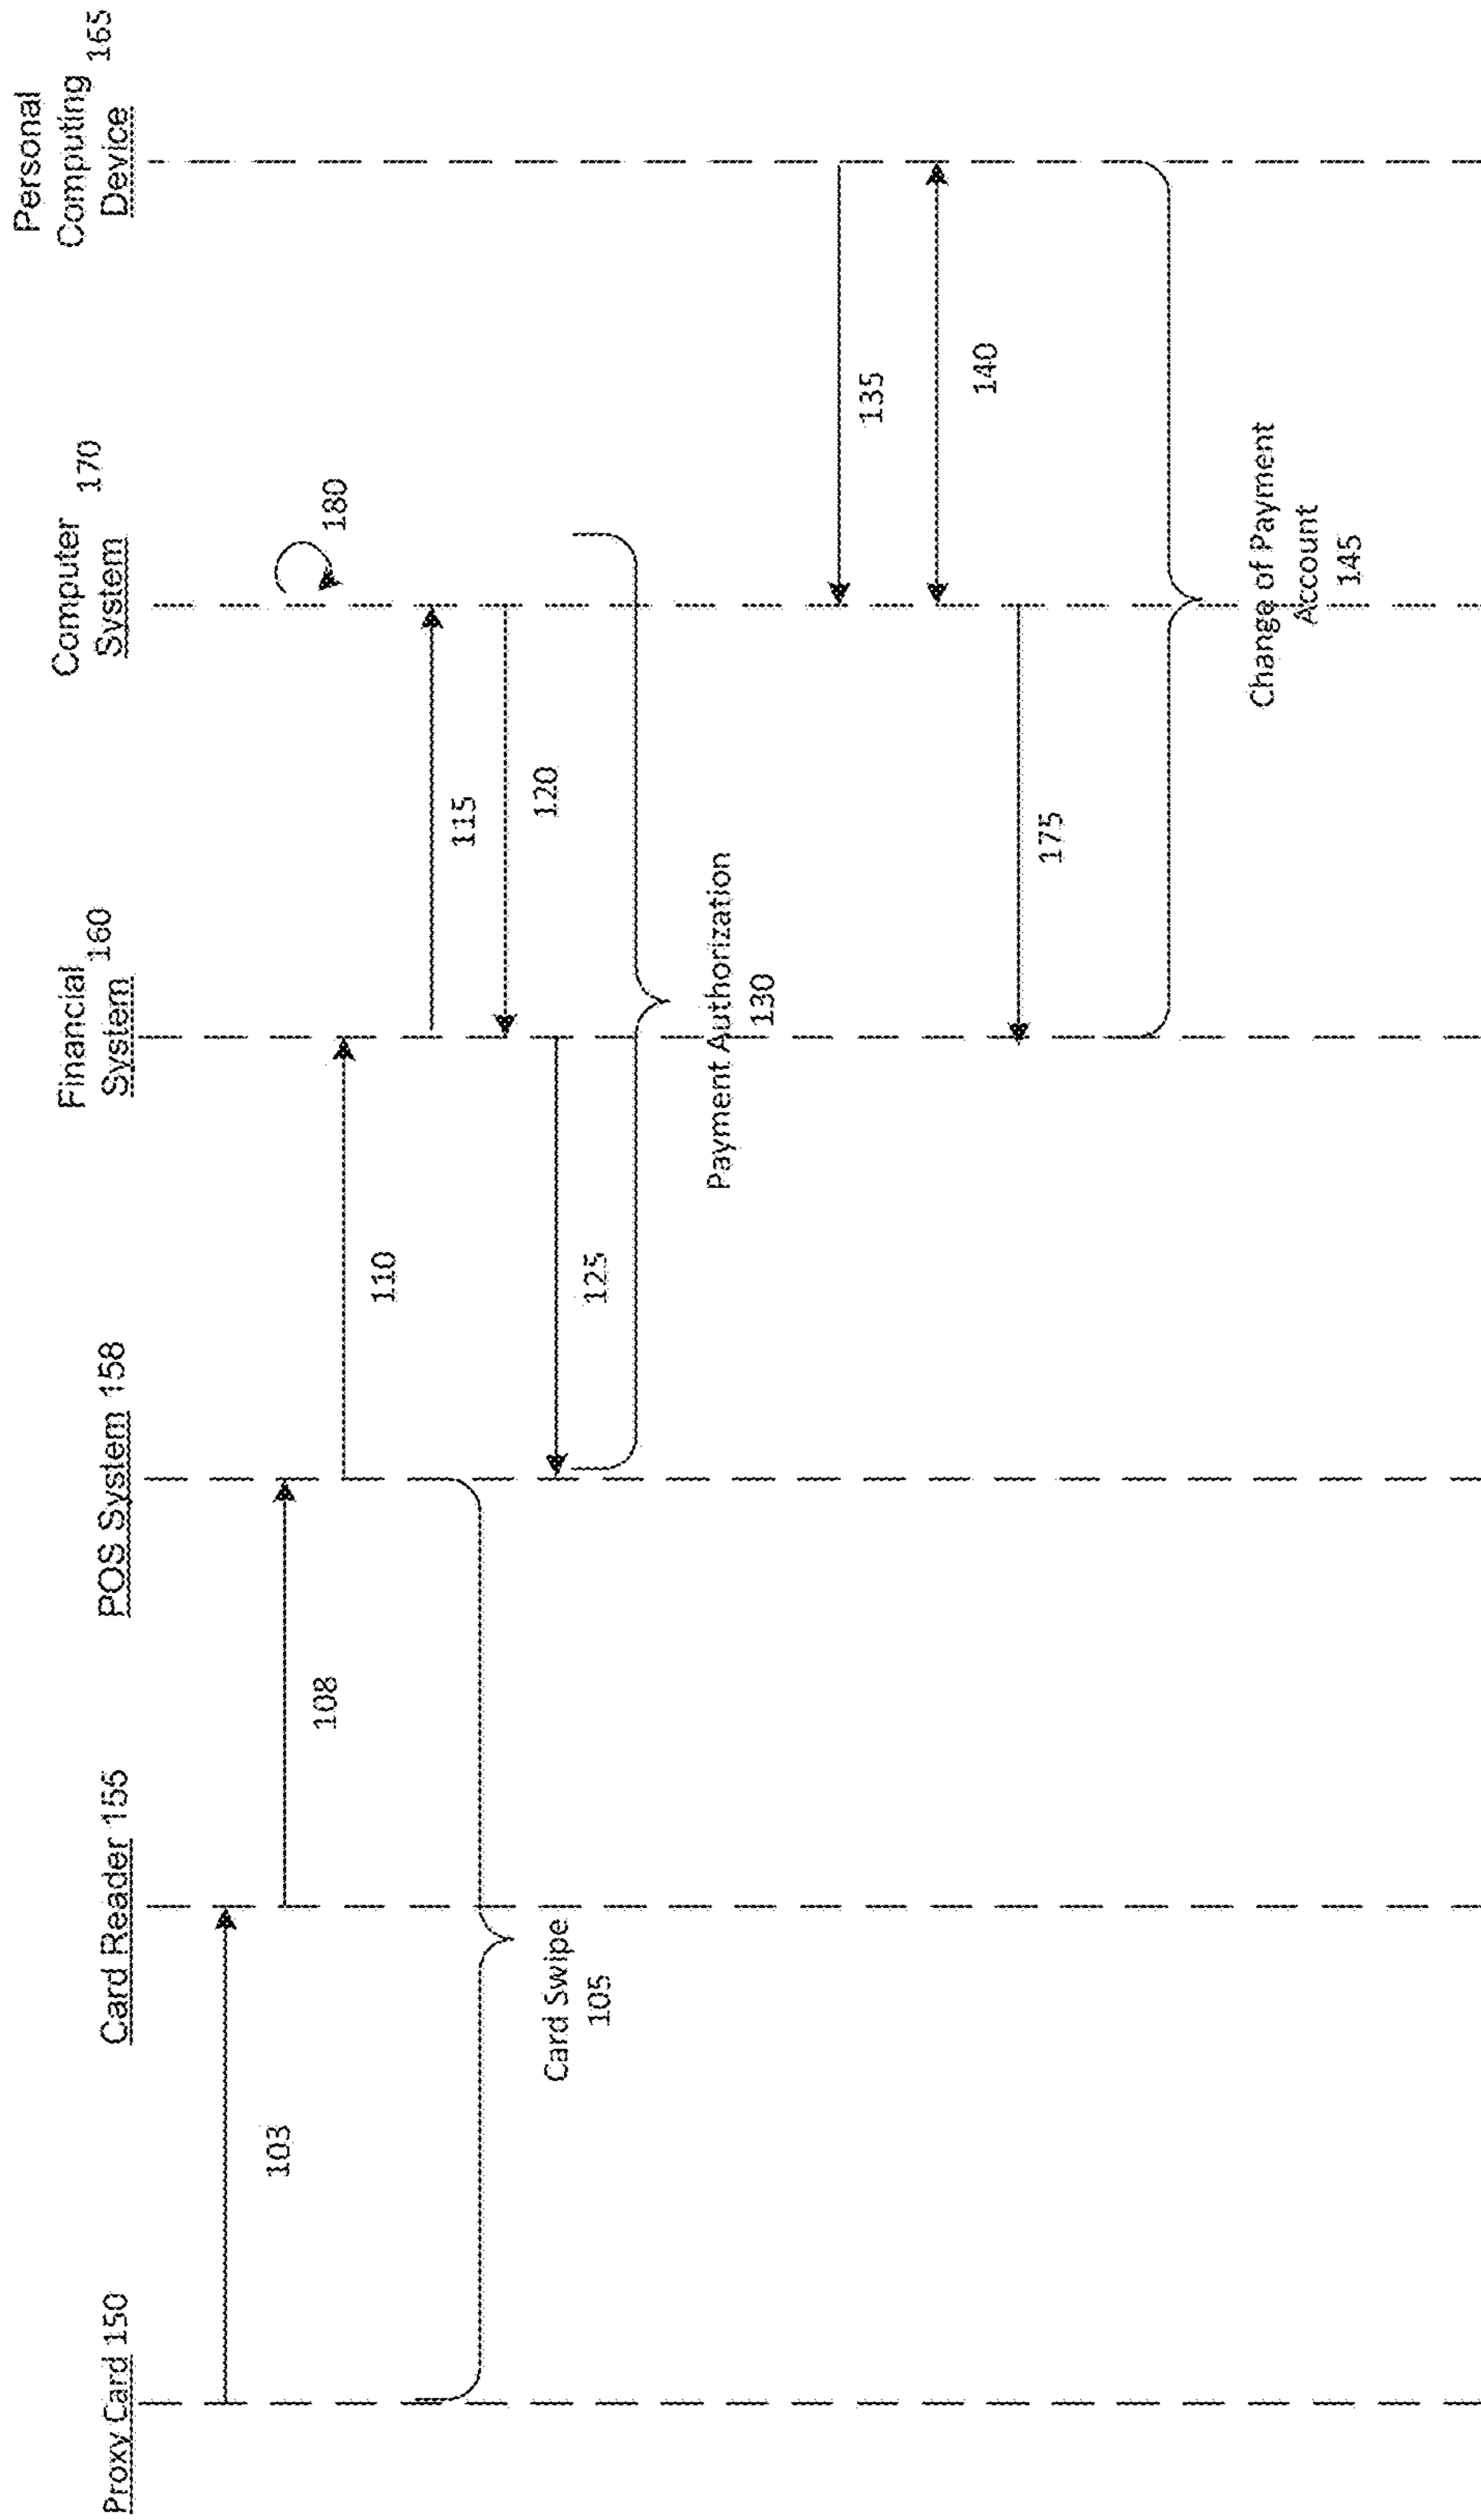 Proxy Card 150
Card Reader 155
POS System 158
Financial
System 160
Computer
System 170
Personal
Computing
Device 165
103
108
110
180
115
120
125
Card Swipe
105
Payment Authorization
130
135
140
175
Change of Payment
Account
145